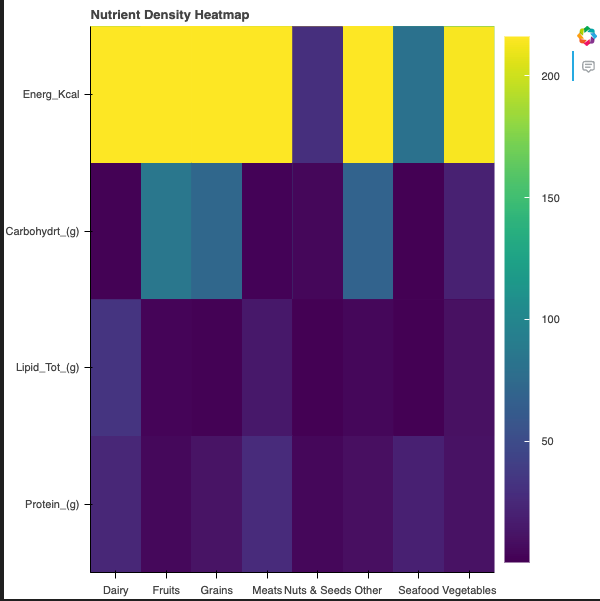 Nutrient Density Heatmap
Energ_Kcal
Carbohydrt_(g)
Lipid_Tot_(g)
Protein_(g)
Dairy Fruits Grains Meats Nuts & Seeds Other Seafood Vegetables
200
150
100
50